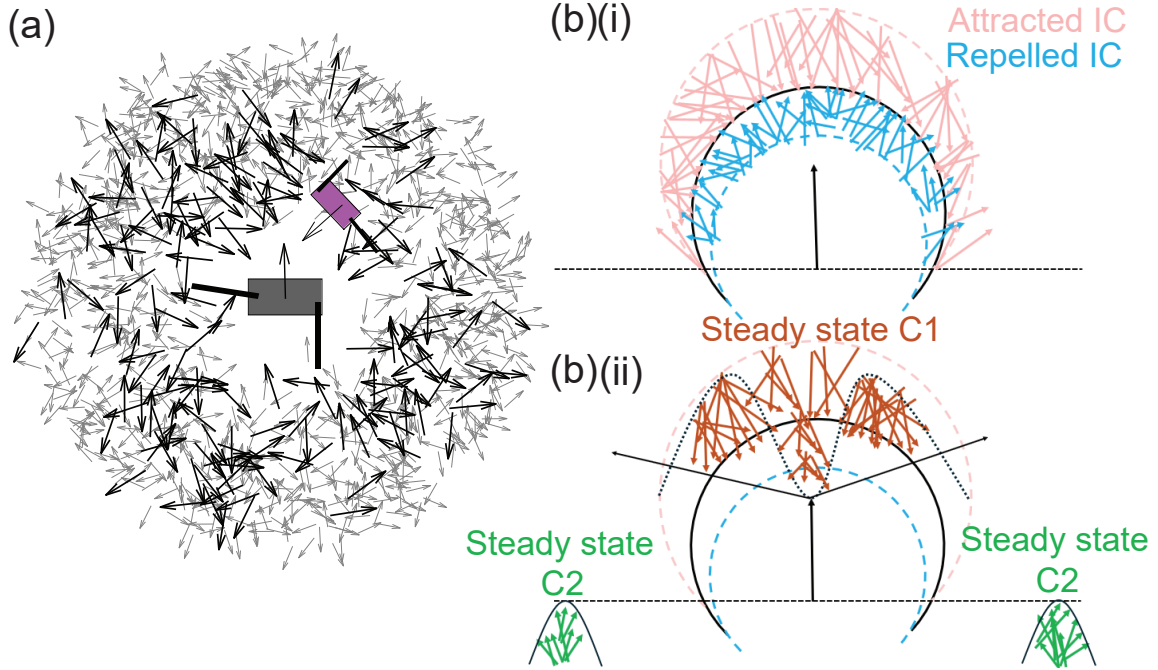 (a)
(b)(i)
Attracted IC
Repelled IC
Steady state C1
(b)(ii)
Steady state
C2
Steady state
C2